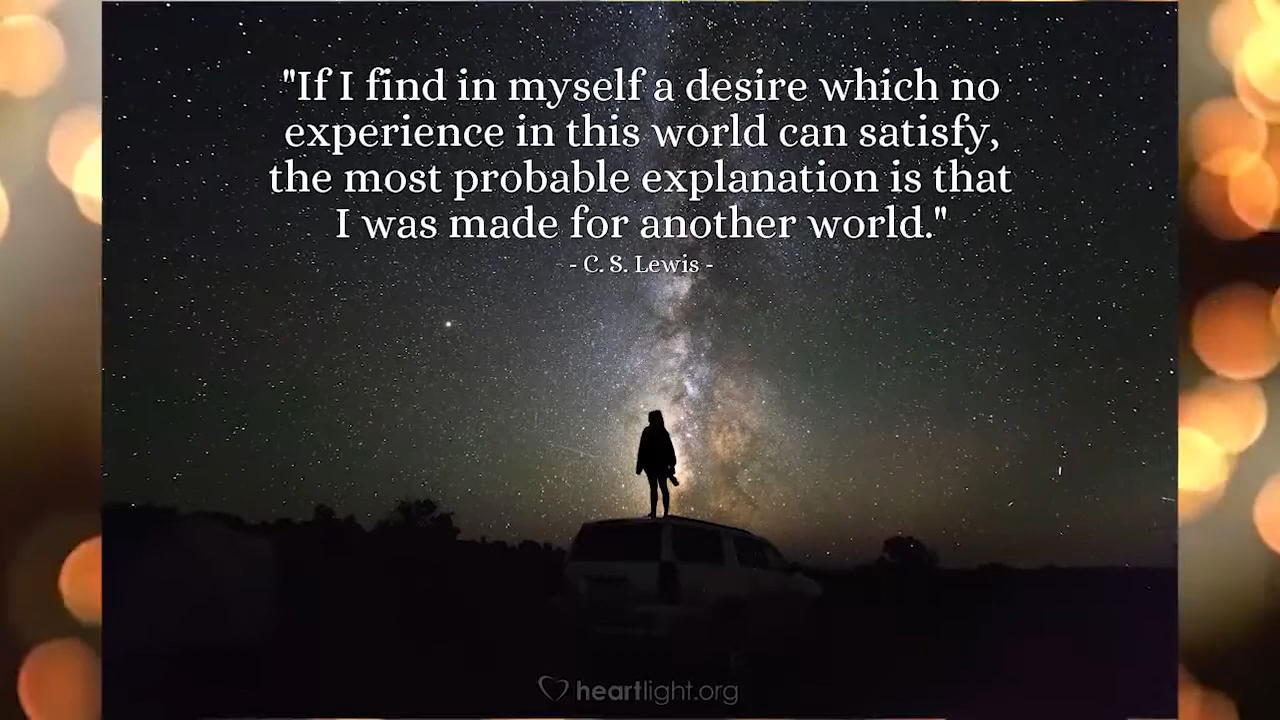 "If I find in myself a desire which no
experience in this world can satisfy,
the most probable explanation is that
I was made for another world."
- C. S. Lewis -
heartlight.org